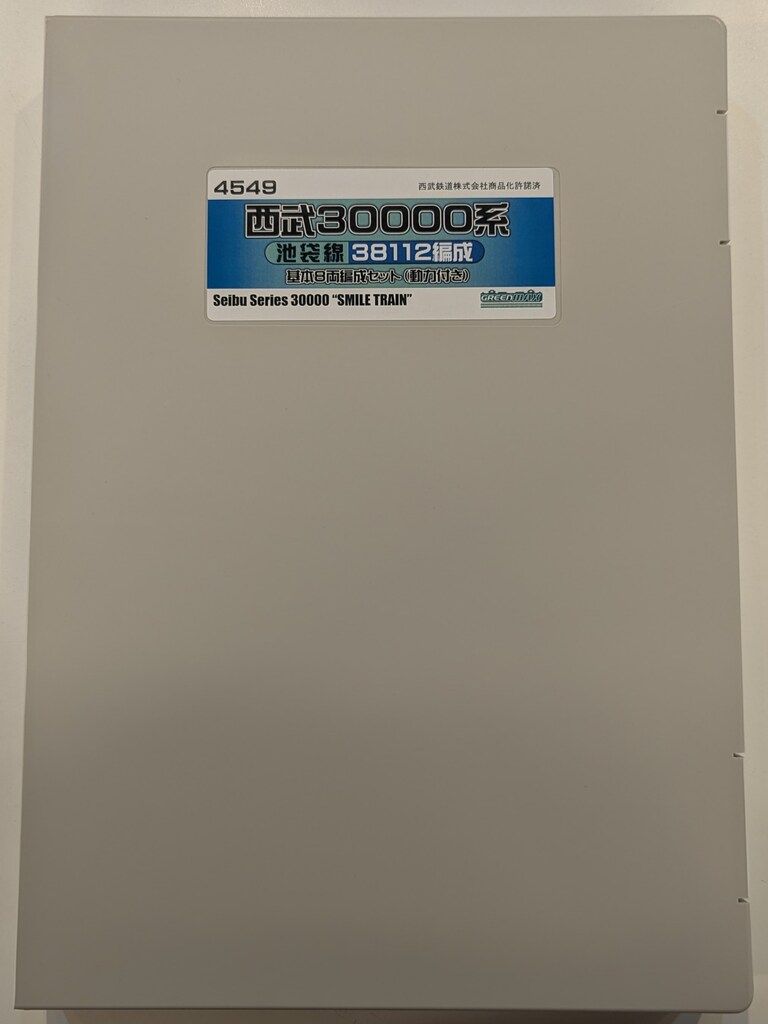 4549
西武鉄道株式会社商品化許諾済
西武30000系
池袋線 38112編成
基本8両編成セット(動力付き)
Seibu Series 30000 “SMILE TRAIN”
GREENMAX